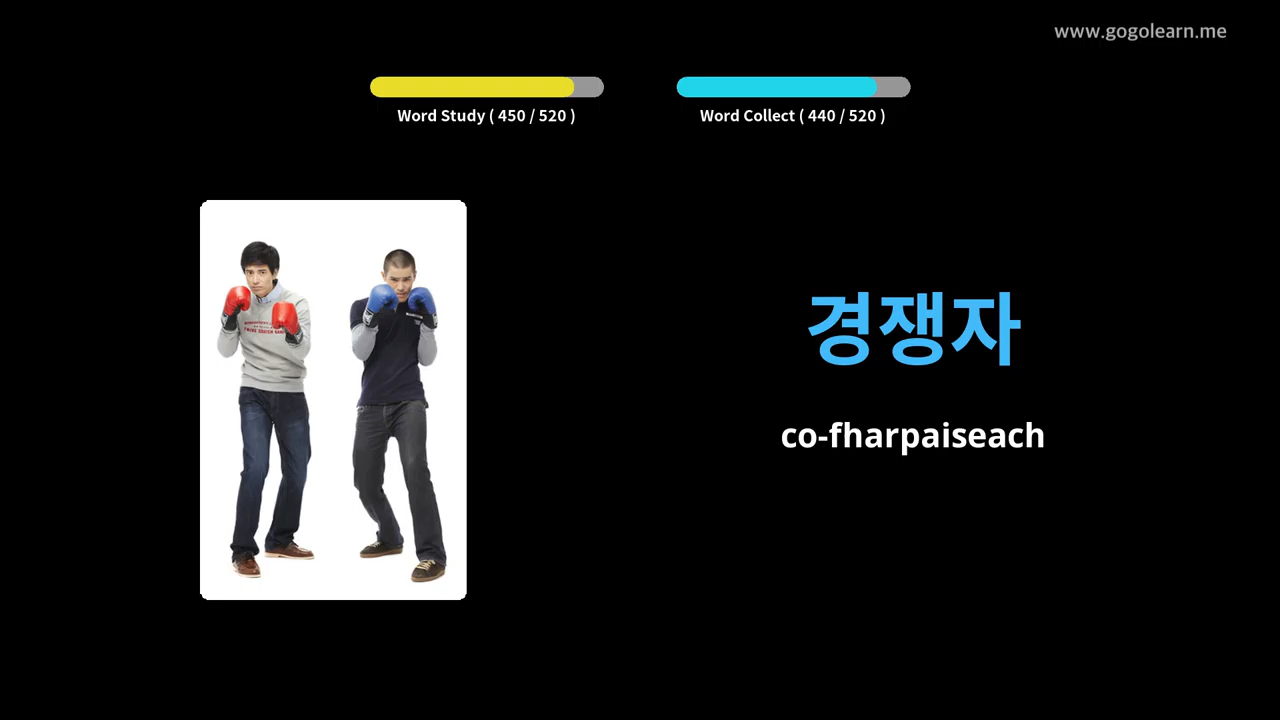 www.gogolearn.me
Word Study ( 450 / 520 )
Word Collect ( 440 / 520 )
경쟁자
co-fharpaiseach